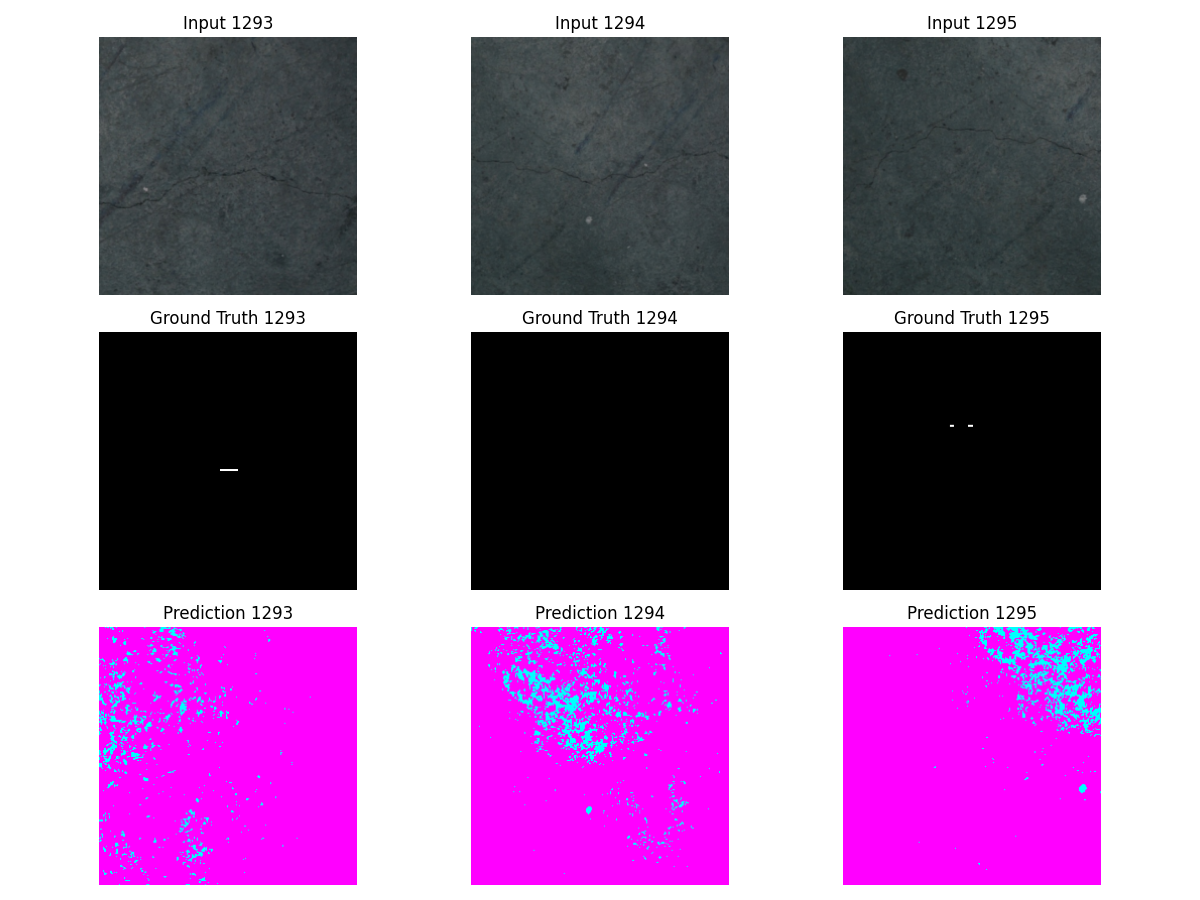 Input 1293
Input 1294
Input 1295
Ground Truth 1293
Ground Truth 1294
Ground Truth 1295
Prediction 1293
Prediction 1294
Prediction 1295